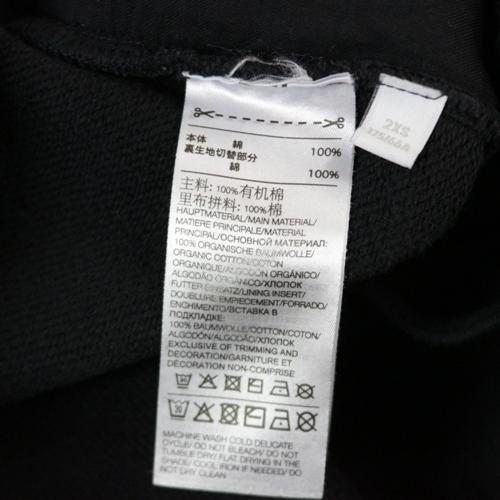 本体 綿 100%
裏生地切替部分
綿 100%
主料: 100%有机棉
里布拼料: 100%棉
HAUPTMATERIAL/MAIN MATERIAL/
MATIERE PRINCIPALE/MATERIAL
PRINCIPAL/ОСНОВНОЙ МАТЕРИАЛ:
100% ORGANISCHE BAUMWOLLE/
ORGANIC COTTON/COTON
ORGANIQUE/ALGODÓN ORGÁNICO/
ALGODÃO ORGÂNICO/ХЛОПОК
FUTTER EINSATZ/LINING INSERT/
DOUBLURE EMPIECEMENT/FORRADO/
ENGHIMENTO/ВСТАВКА В
ПОДКЛАДКЕ:
100% BAUMWOLLE/COTTON/COTON/
ALGODÓN/ALGODÃO/ХЛОПОК
EXCLUSIVE OF TRIMMING AND
DECORATION/GARNITURE ET
DÉCORATION NON-COMPRISE
30
MACHINE WASH COLD DELICATE
CYCLE/ DO NOT BLEACH/ DO NOT
TUMBLE DRY/ FLAT DRYING IN THE
SHADE/ COOL IRON IF NEEDED/ DO
NOT DRY CLEAN
2XS
175/66A